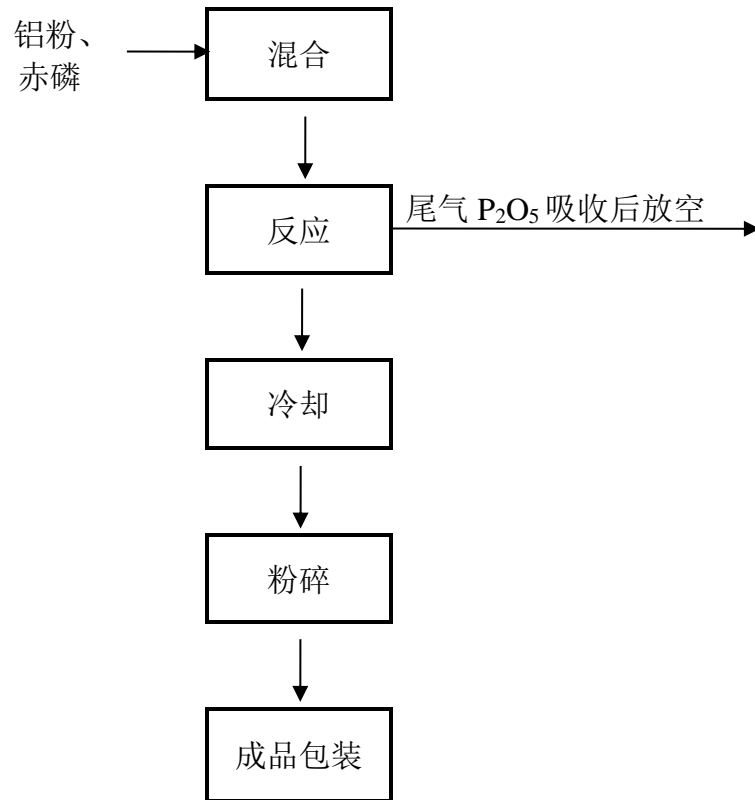 铝粉、
赤磷
混合
反应
尾气 P₂O₅ 吸收后放空
冷却
粉碎
成品包装